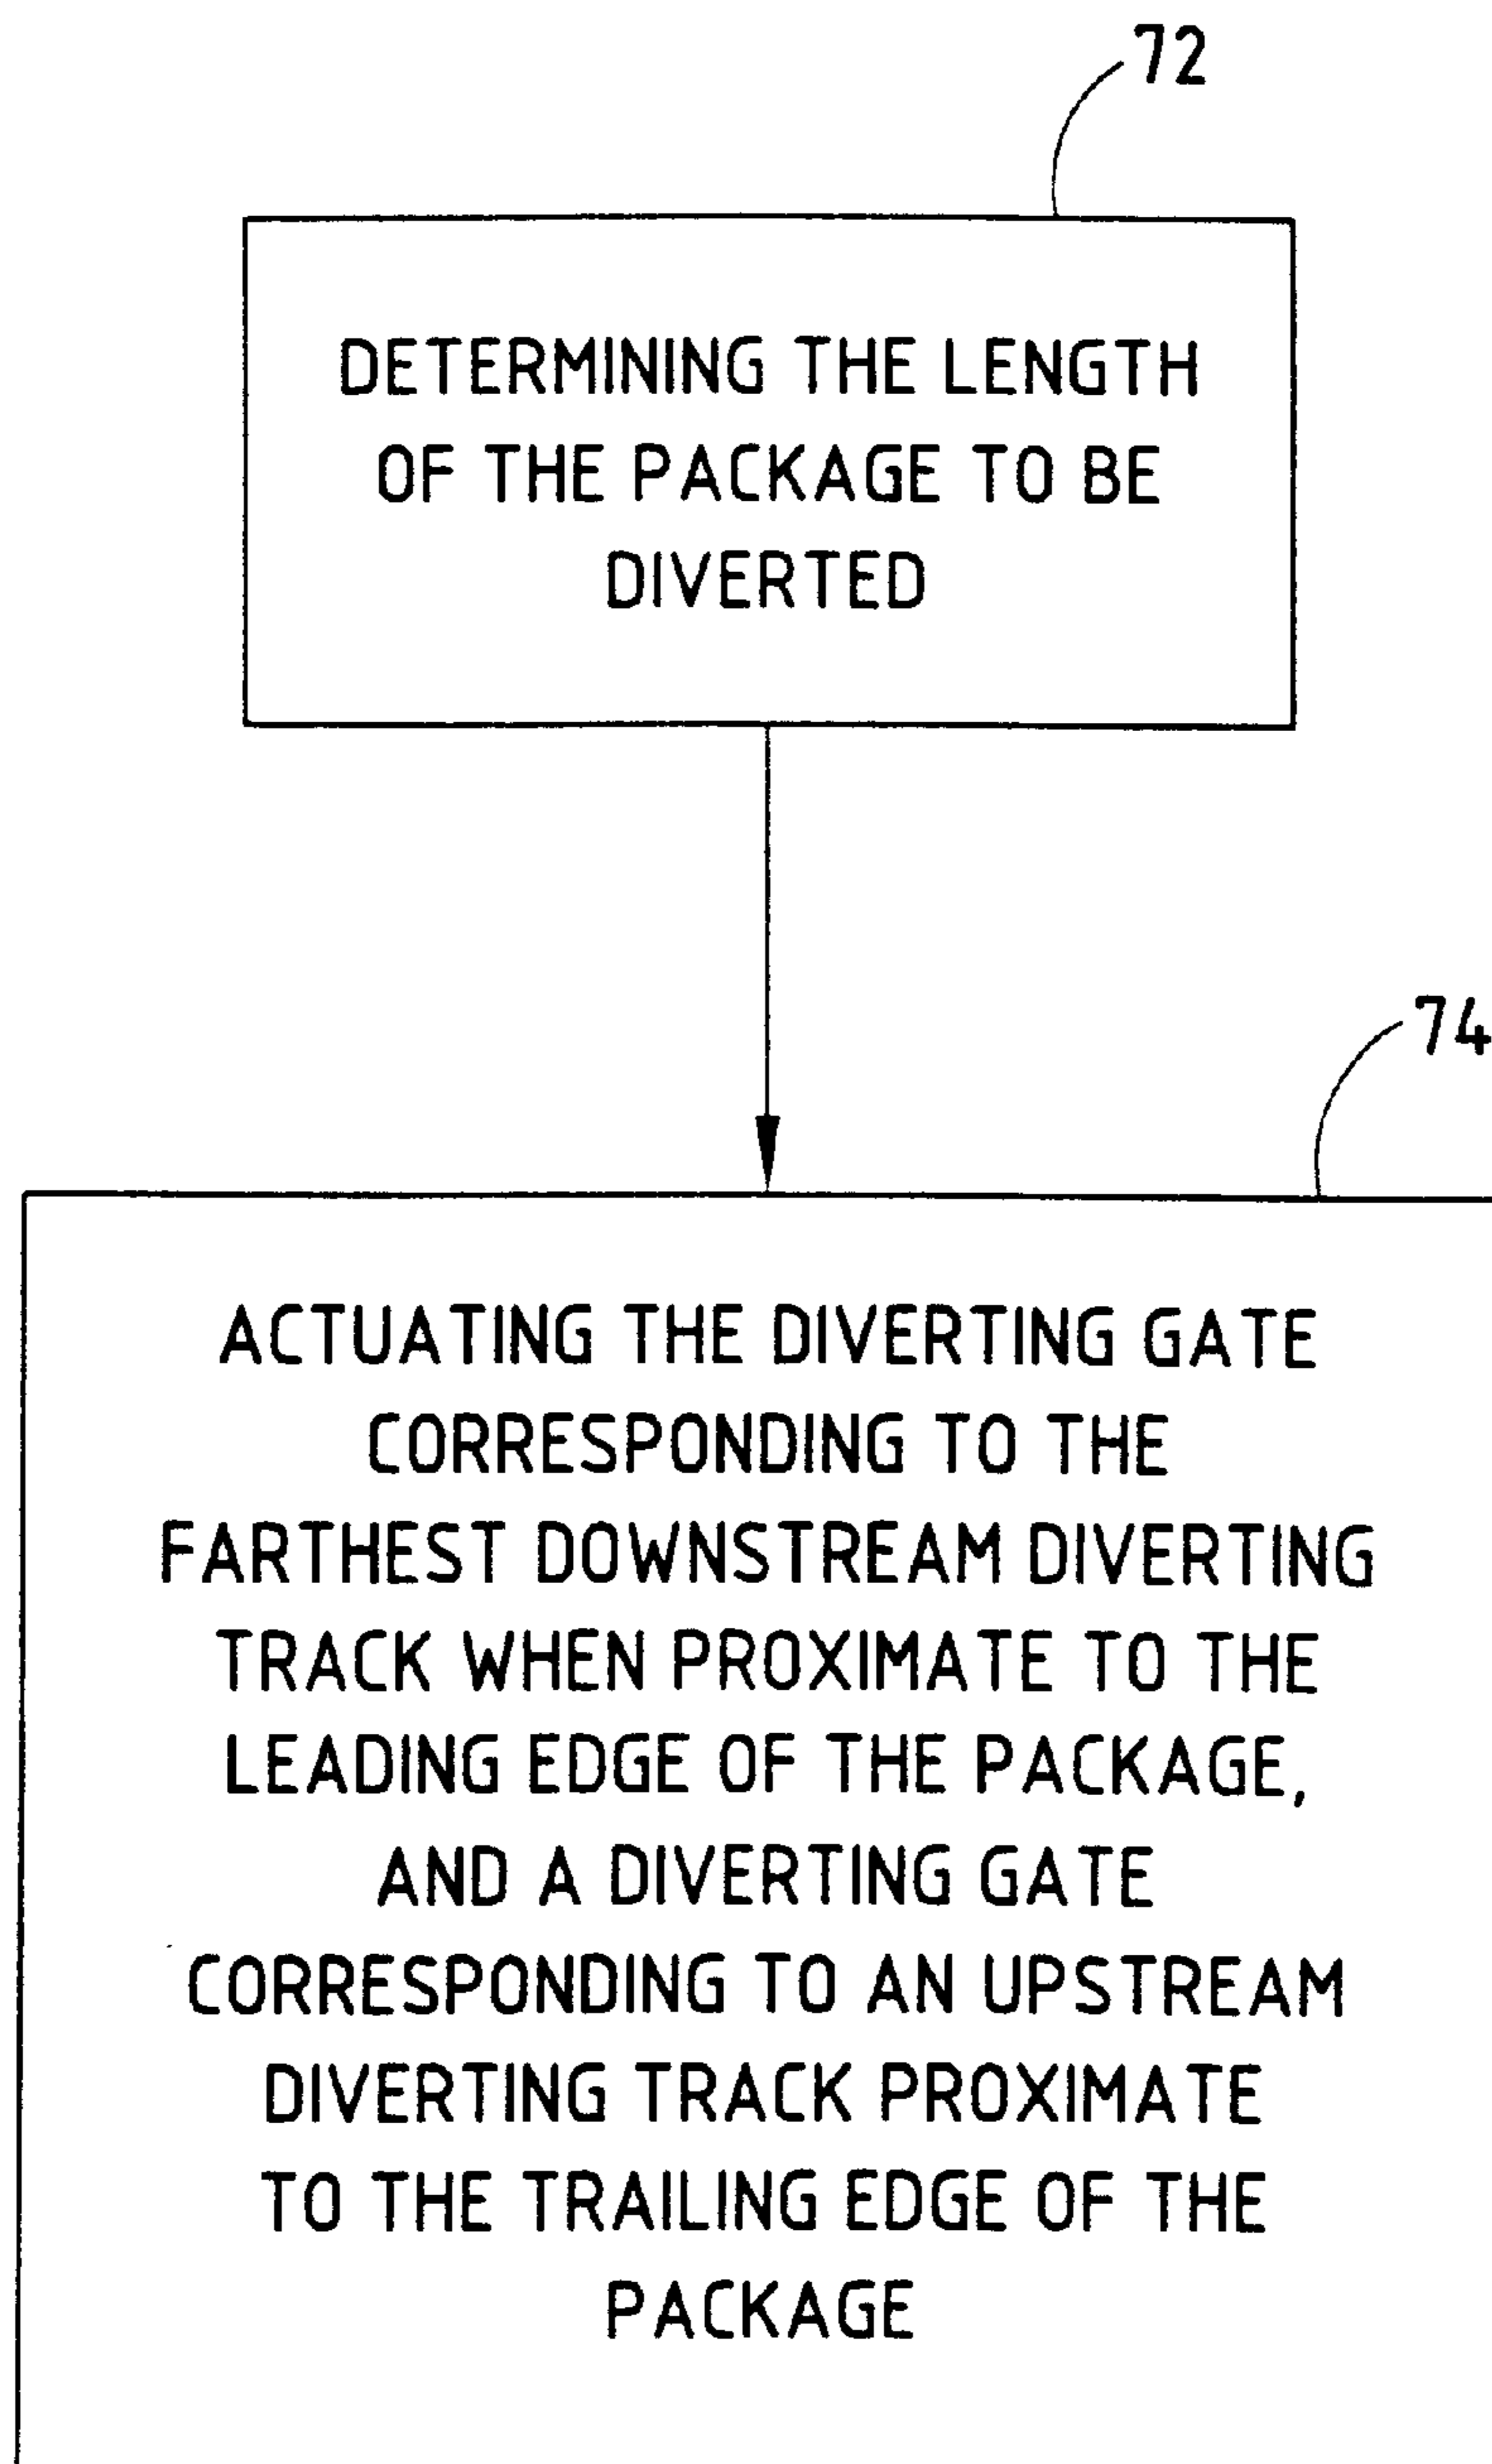 72
DETERMINING THE LENGTH
OF THE PACKAGE TO BE
DIVERTED
74
ACTUATING THE DIVERTING GATE
CORRESPONDING TO THE
FARTHEST DOWNSTREAM DIVERTING
TRACK WHEN PROXIMATE TO THE
LEADING EDGE OF THE PACKAGE,
AND A DIVERTING GATE
CORRESPONDING TO AN UPSTREAM
DIVERTING TRACK PROXIMATE
TO THE TRAILING EDGE OF THE
PACKAGE